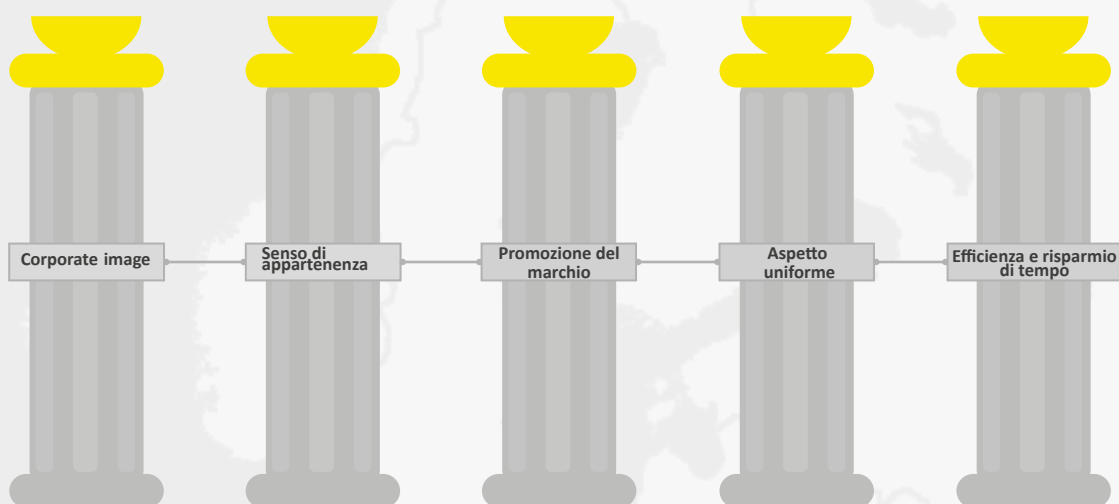 Corporate image
Senso di
appartenenza
Promozione del
marchio
Aspetto
uniforme
Efficienza e risparmio
di tempo